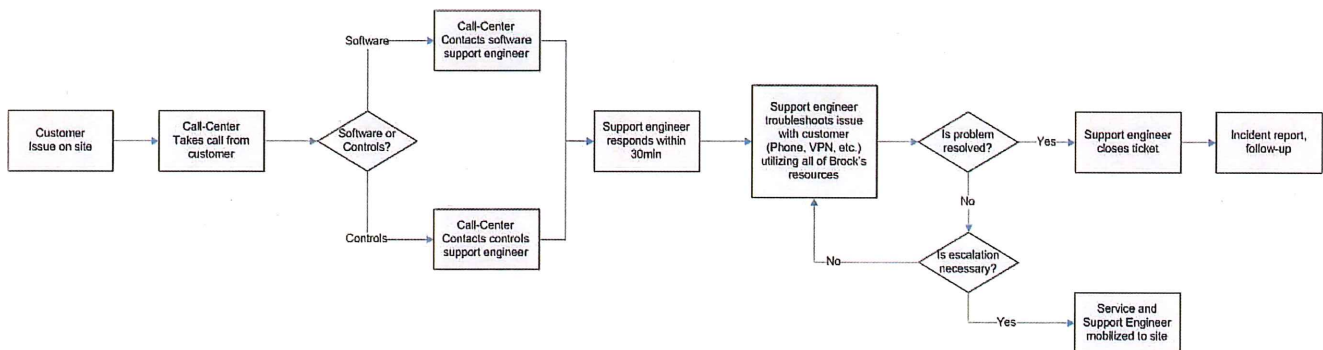 Customer
Issue on site
Call-Center
Takes call from
customer
Software or
Controls?
Software
Call-Center
Contacts software
support engineer
Controls
Call-Center
Contacts controls
support engineer
Support engineer
responds within
30min
Support engineer
troubleshoots issue
with customer
(Phone, VPN, etc.)
utilizing all of Brock's
resources
Is problem
resolved?
Yes
Support engineer
closes ticket
Incident report,
follow-up
No
Is escalation
necessary?
No
Yes
Service and
Support Engineer
mobilized to site